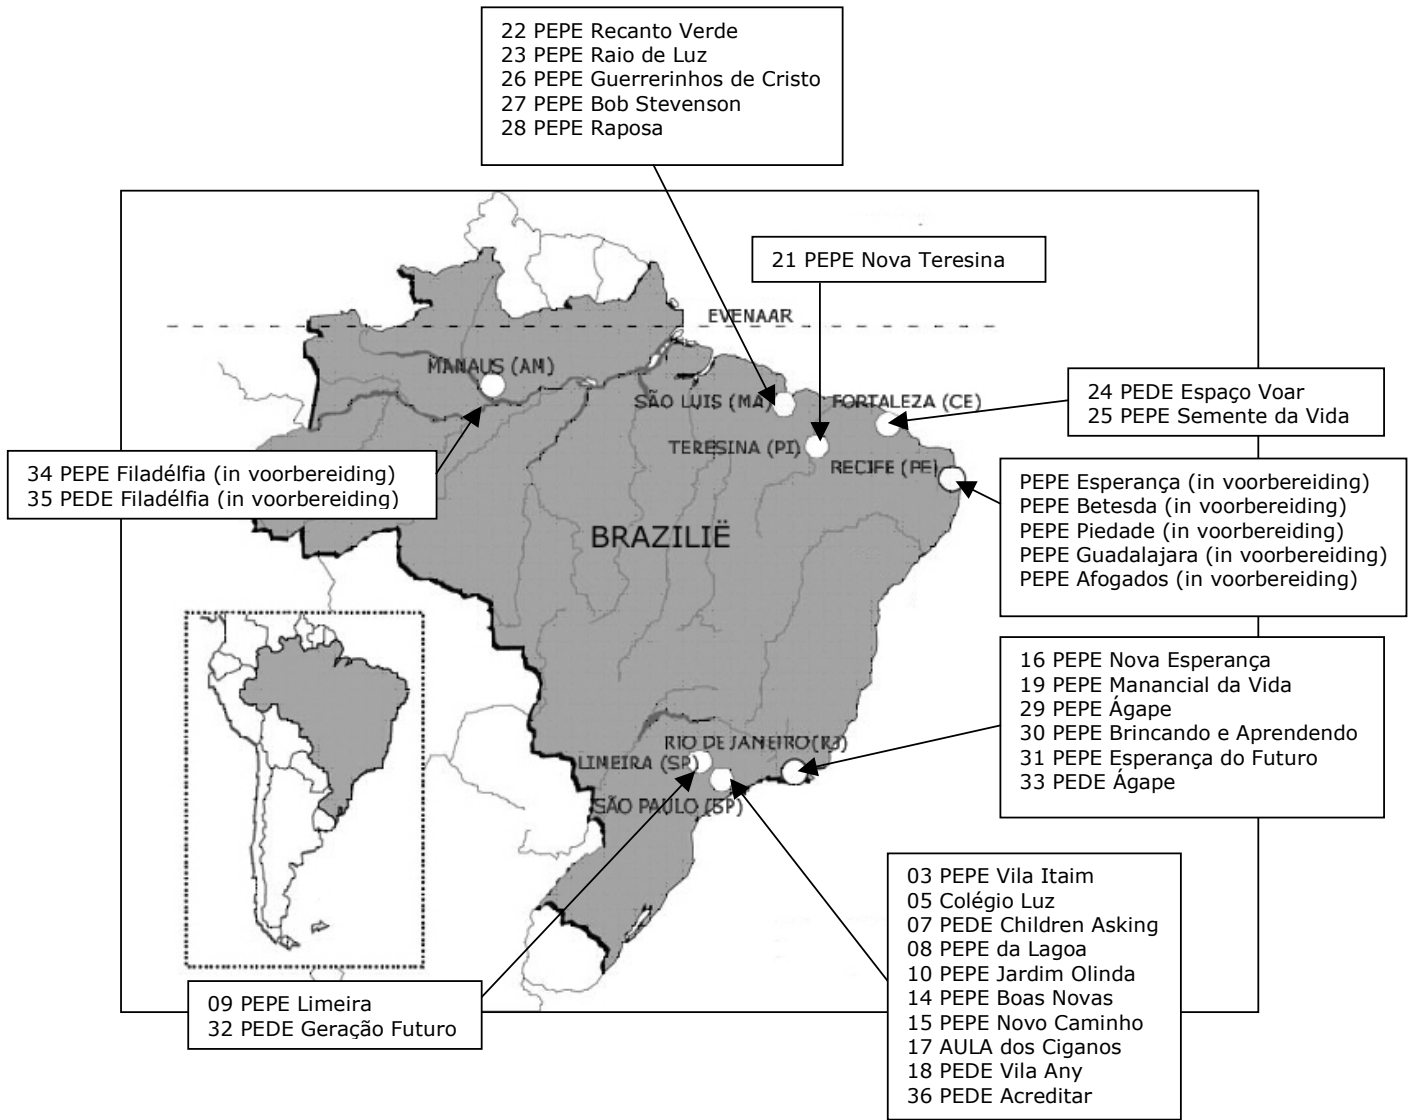 22 PEPE Recanto Verde
23 PEPE Raio de Luz
26 PEPE Guerrerinhos de Cristo
27 PEPE Bob Stevenson
28 PEPE Raposa
21 PEPE Nova Teresina
EVENAAR
MANAUS (AM)
SÃO LUIS (MA)
FORTALEZA (CE)
24 PEDE Espaço Voar
25 PEPE Semente da Vida
TERESINA (PI)
RECIFE (PE)
34 PEPE Filadélfia (in voorbereiding)
35 PEDE Filadélfia (in voorbereiding)
PEPE Esperança (in voorbereiding)
PEPE Betesda (in voorbereiding)
PEPE Piedade (in voorbereiding)
PEPE Guadalajara (in voorbereiding)
PEPE Afogados (in voorbereiding)
BRAZILIË
16 PEPE Nova Esperança
19 PEPE Manancial da Vida
29 PEPE Ágape
30 PEPE Brincando e Aprendendo
31 PEPE Esperança do Futuro
33 PEDE Ágape
RIO DE JANEIRO(RJ)
LIMEIRA (SP)
SÃO PAULO (SP)
03 PEPE Vila Itaim
05 Colégio Luz
07 PEDE Children Asking
08 PEPE da Lagoa
10 PEPE Jardim Olinda
14 PEPE Boas Novas
15 PEPE Novo Caminho
17 AULA dos Ciganos
18 PEDE Vila Any
36 PEDE Acreditar
09 PEPE Limeira
32 PEDE Geração Futuro